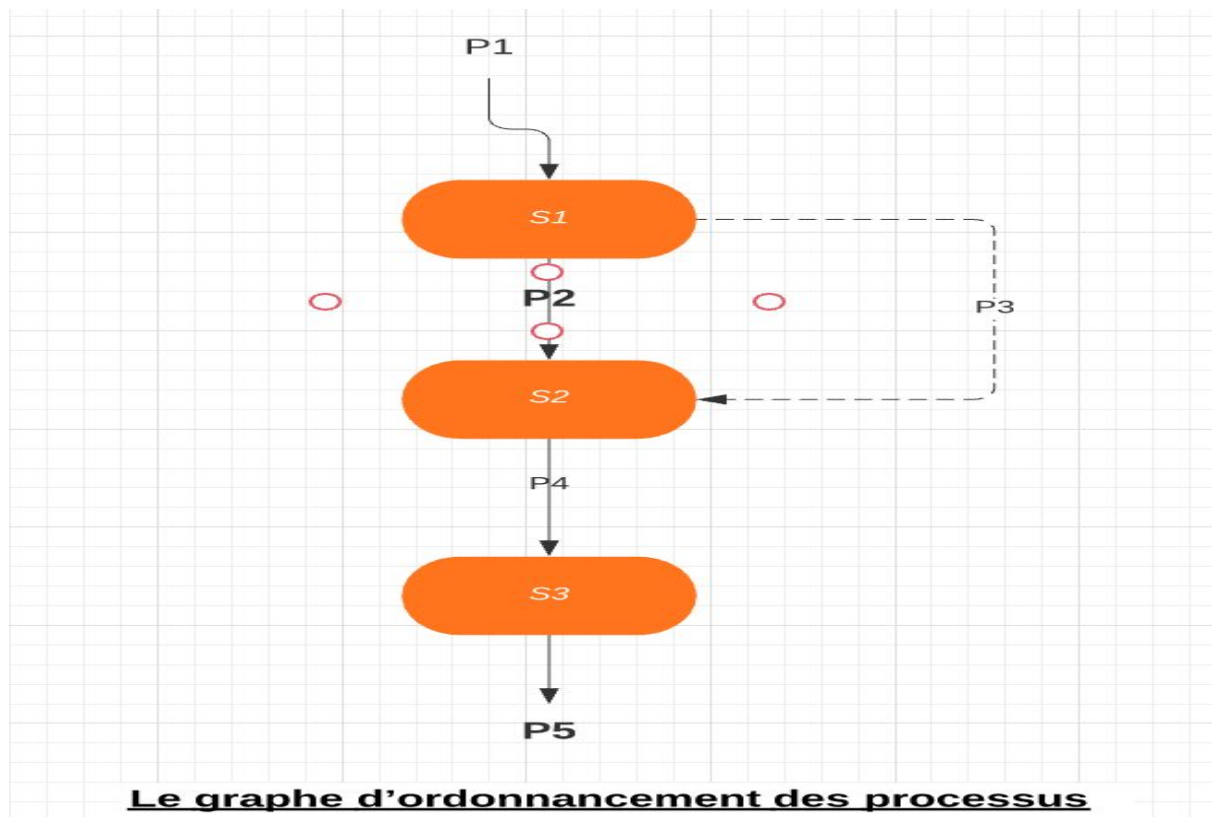 P1
S1
P2
P3
S2
P4
S3
P5
Le graphe d’ordonnancement des processus